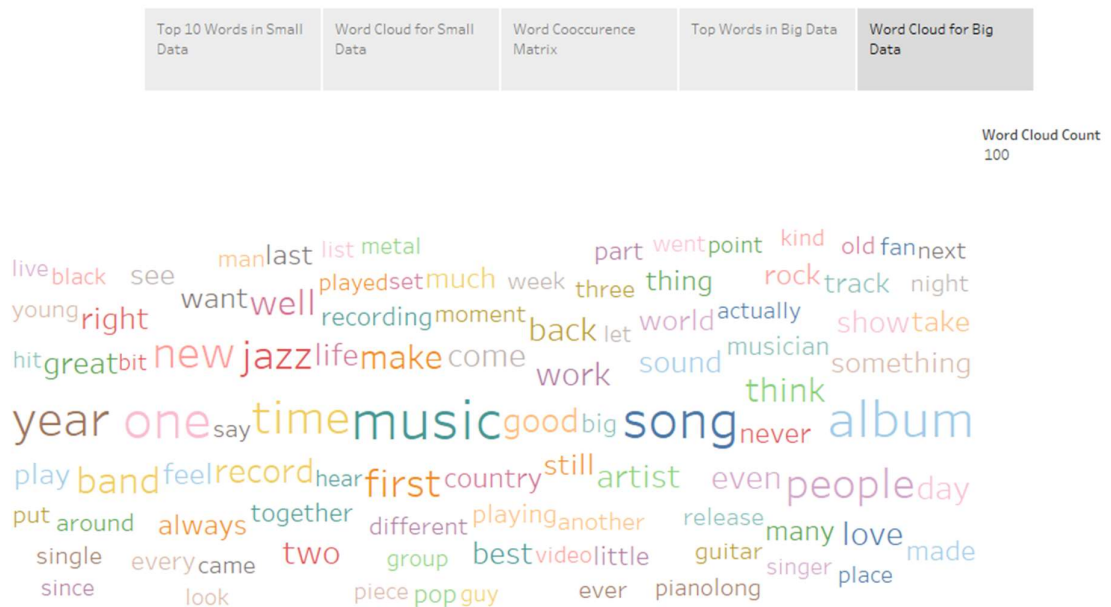 Top 10 Words in Small Data
Word Cloud for Small Data
Word Cooccurence Matrix
Top Words in Big Data
Word Cloud for Big Data
Word Cloud Count
100
man last list metal part went point kind old fan next
live black see played set much week three thing rock track night
young right want well recording moment back let world actually show take
hit great bit new jazz life make come work sound musician something
think
year one say time music good big song never album
play band feel record hear first country still artist even people day
put around always together different playing another release many love made
single every came two group best video little guitar singer place
since look piece pop guy ever piano long